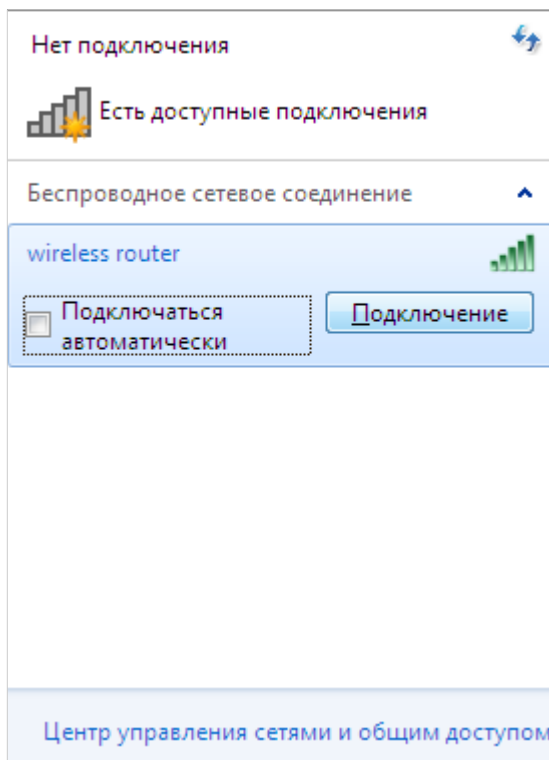 Нет подключения
Есть доступные подключения
Беспроводное сетевое соединение
wireless router
Подключаться
автоматически
Подключение
Центр управления сетями и общим доступом